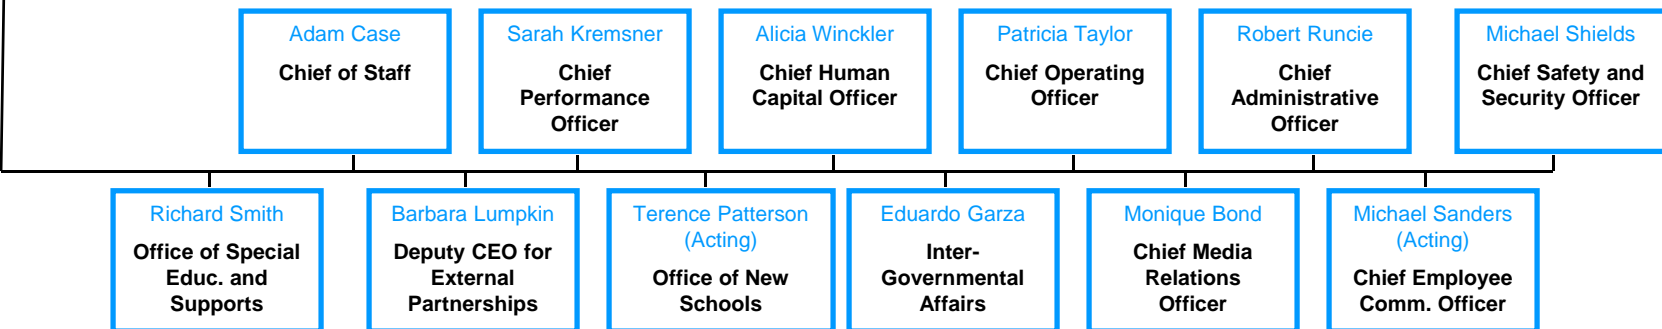 Adam Case
Chief of Staff
Sarah Kremsner
Chief
Performance
Officer
Alicia Winckler
Chief Human
Capital Officer
Patricia Taylor
Chief Operating
Officer
Robert Runcie
Chief
Administrative
Officer
Michael Shields
Chief Safety and
Security Officer
Richard Smith
Office of Special
Educ. and
Supports
Barbara Lumpkin
Deputy CEO for
External
Partnerships
Terence Patterson
(Acting)
Office of New
Schools
Eduardo Garza
Inter-
Governmental
Affairs
Monique Bond
Chief Media
Relations
Officer
Michael Sanders
(Acting)
Chief Employee
Comm. Officer